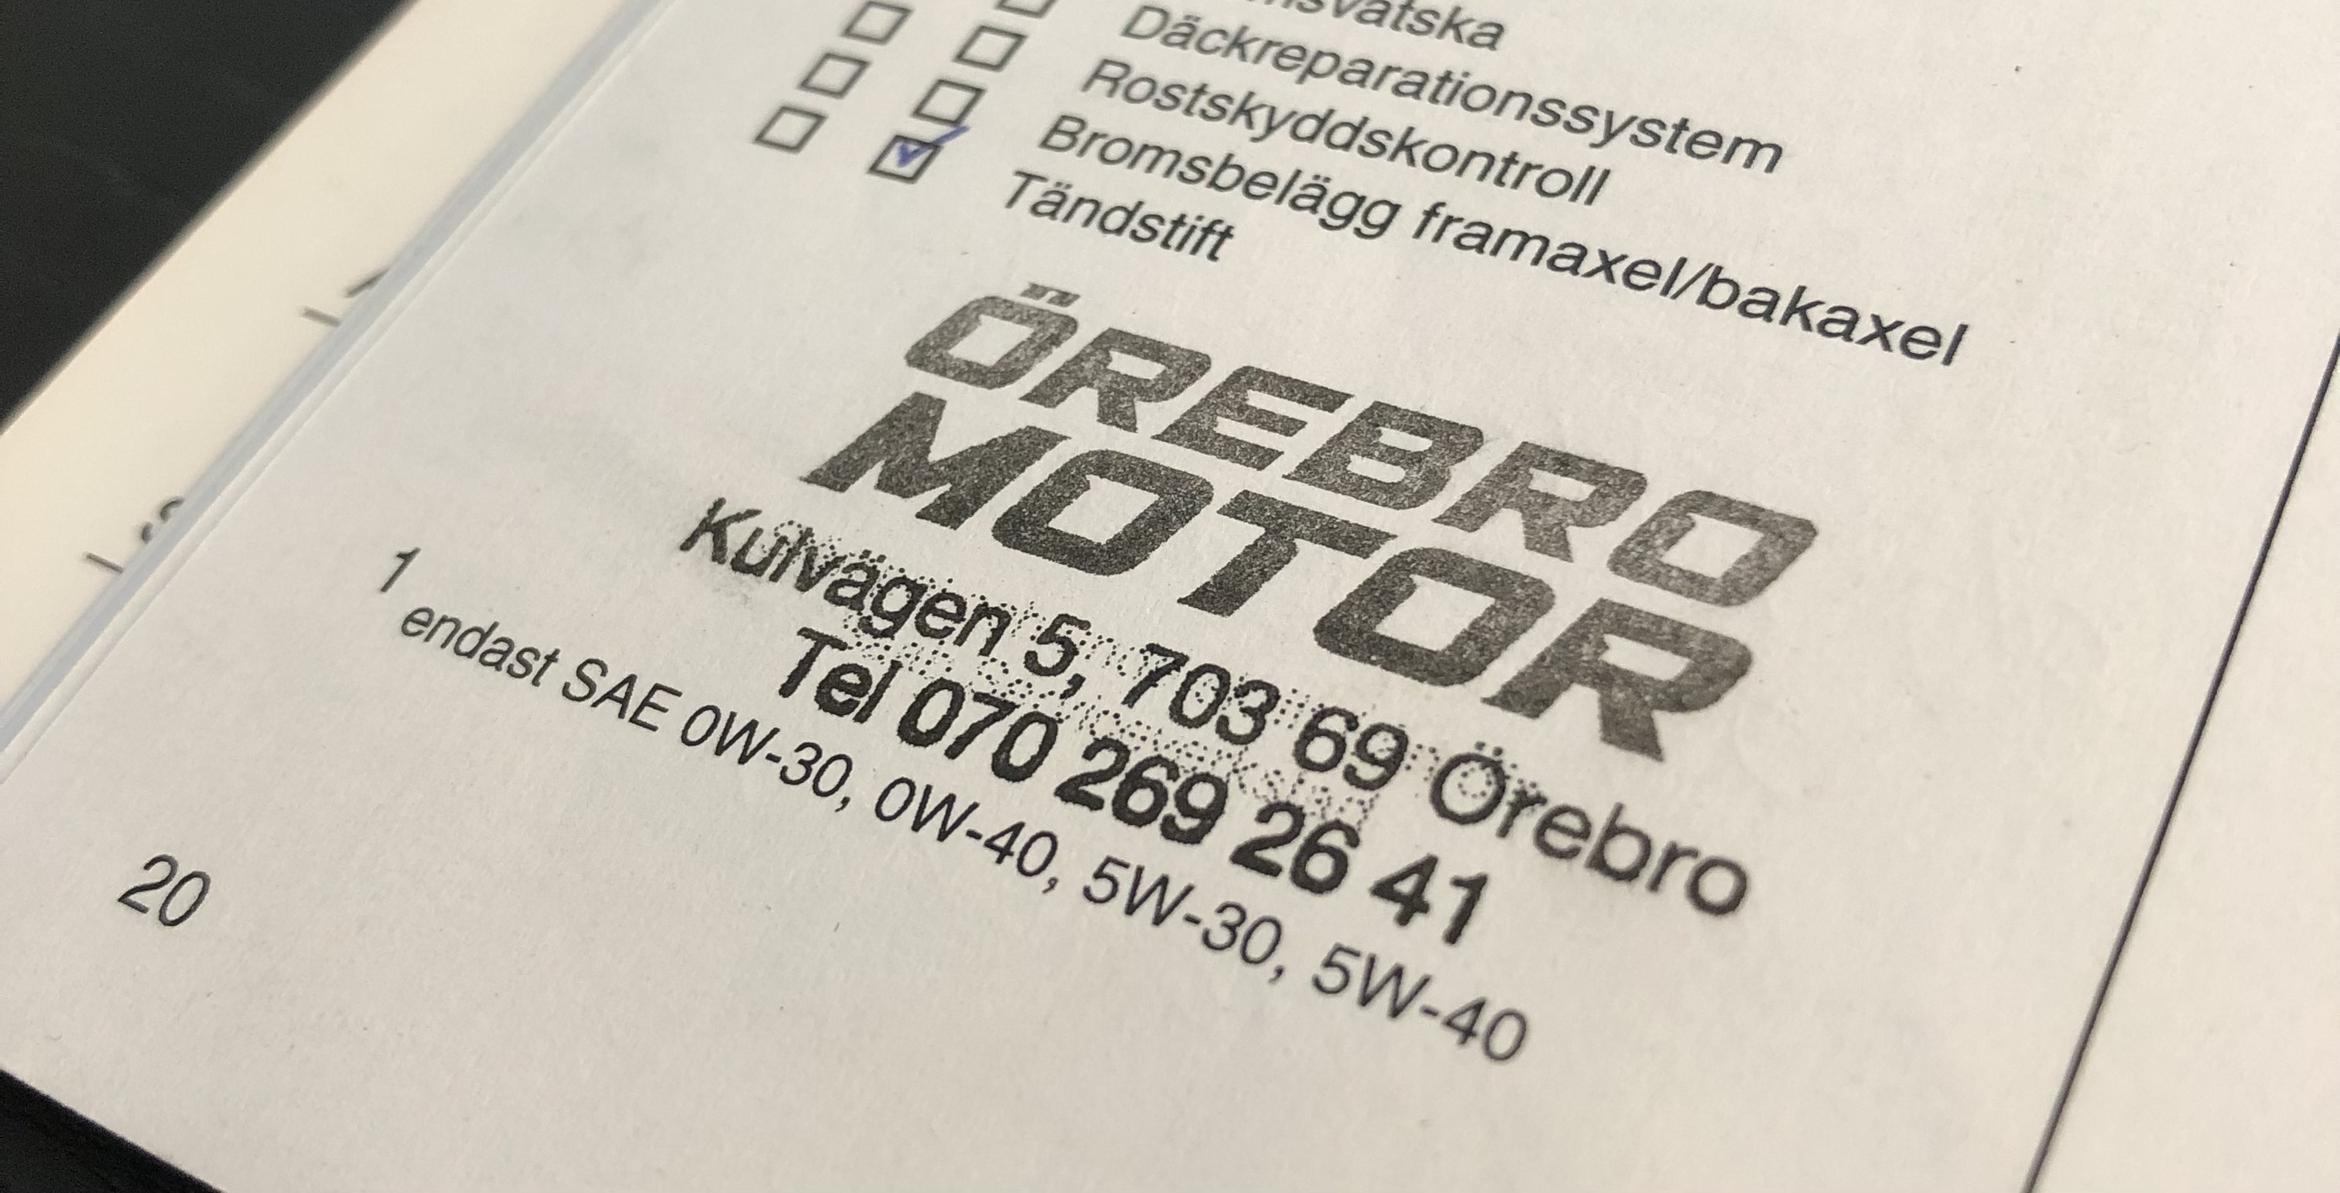 Däckreparationssystem
Rostskyddskontroll
Bromsbelägg framaxel/bakaxel
Tändstift
ÖREBRO
MOTOR
Kulvägen 5, 703 69 Örebro
Tel 070 269 26 41
1 endast SAE 0W-30, 0W-40, 5W-30, 5W-40
20